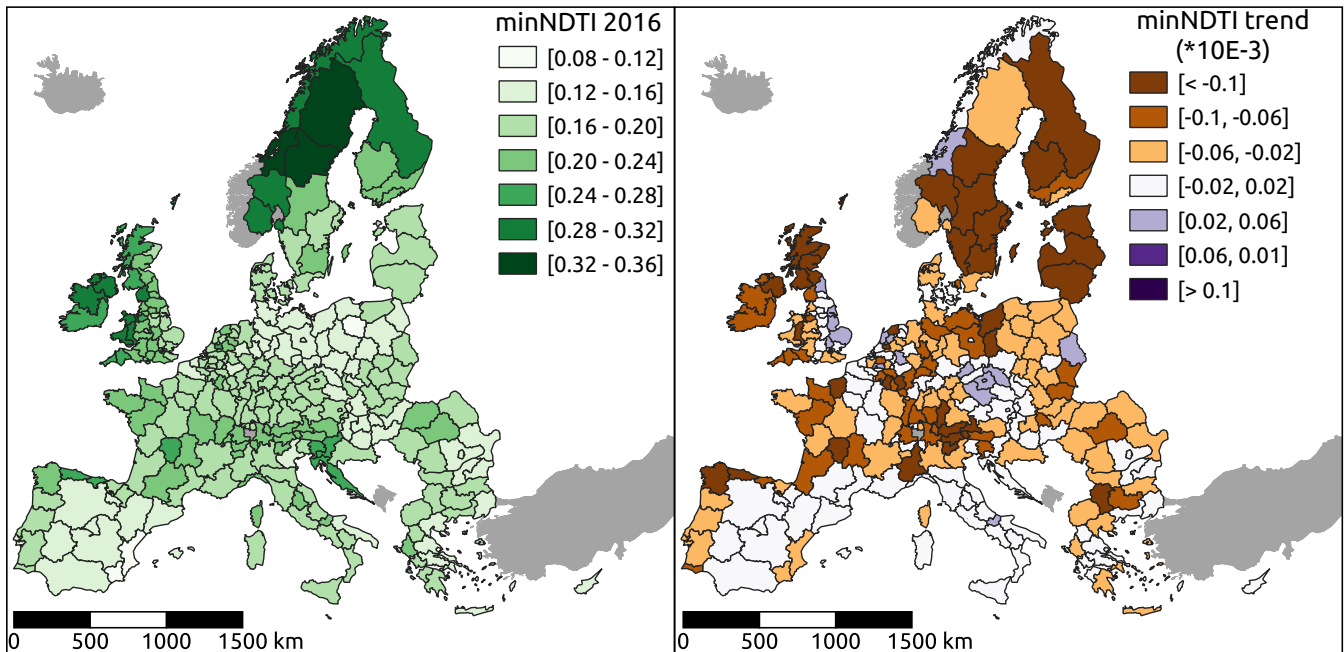 minNDTI 2016
[0.08 - 0.12]
[0.12 - 0.16]
[0.16 - 0.20]
[0.20 - 0.24]
[0.24 - 0.28]
[0.28 - 0.32]
[0.32 - 0.36]
0 500 1000 1500 km
minNDTI trend
(*10E-3)
[< -0.1]
[-0.1, -0.06]
[-0.06, -0.02]
[-0.02, 0.02]
[0.02, 0.06]
[0.06, 0.01]
[> 0.1]
0 500 1000 1500 km